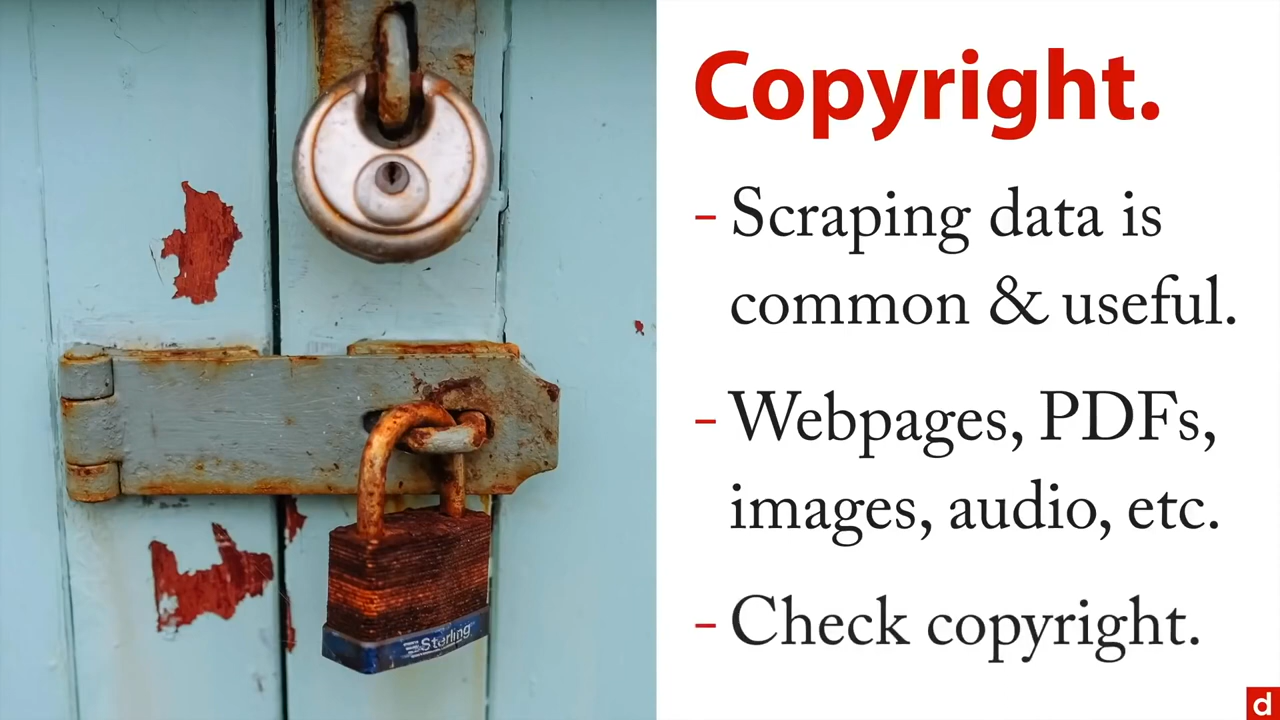 Copyright.
– Scraping data is
common & useful.
– Webpages, PDFs,
images, audio, etc.
– Check copyright.
Sterling
d